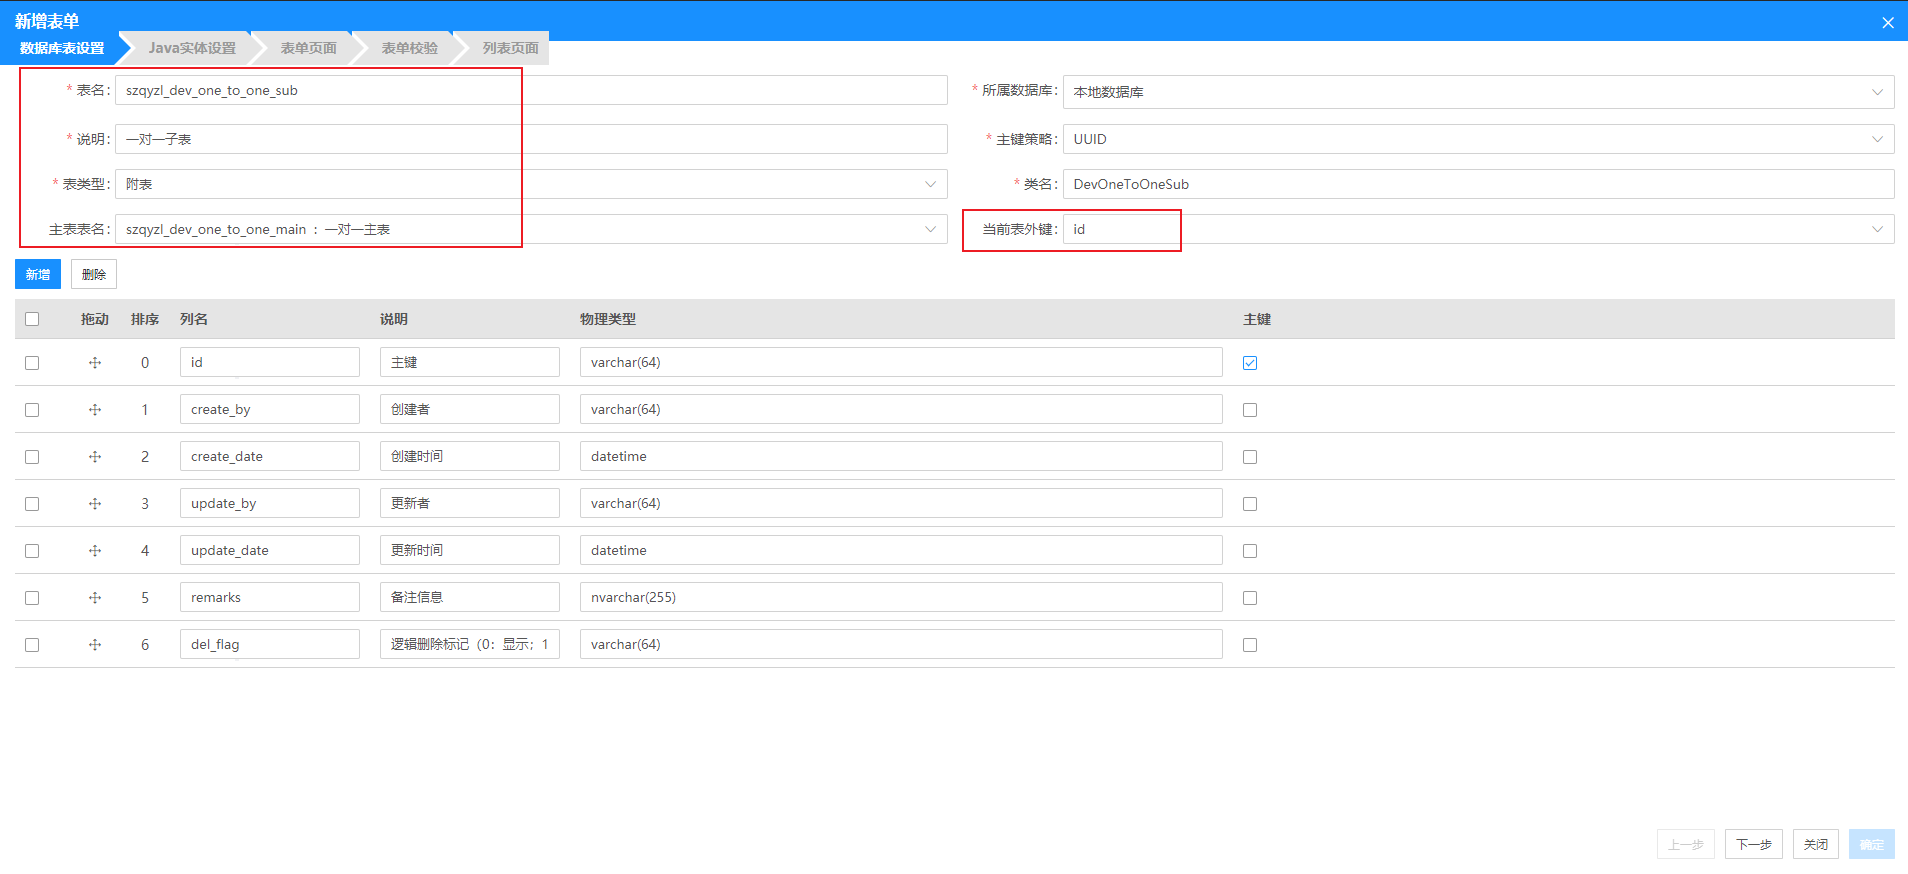 新增表单
数据库表设置 Java实体设置 表单页面 表单校验 列表页面
* 表名: szqyzl_dev_one_to_one_sub * 所属数据库: 本地数据库
* 说明: 一对一子表 * 主键策略: UUID
* 表类型: 附表 * 类名: DevOneToOneSub
主表表名: szqyzl_dev_one_to_one_main : 一对一主表 当前表外键: id
新增 删除
拖动 排序 列名 说明 物理类型 主键
0 id 主键 varchar(64)
1 create_by 创建者 varchar(64)
2 create_date 创建时间 datetime
3 update_by 更新者 varchar(64)
4 update_date 更新时间 datetime
5 remarks 备注信息 nvarchar(255)
6 del_flag 逻辑删除标记（0：显示；1 varchar(64)
上一步 下一步 关闭 确定